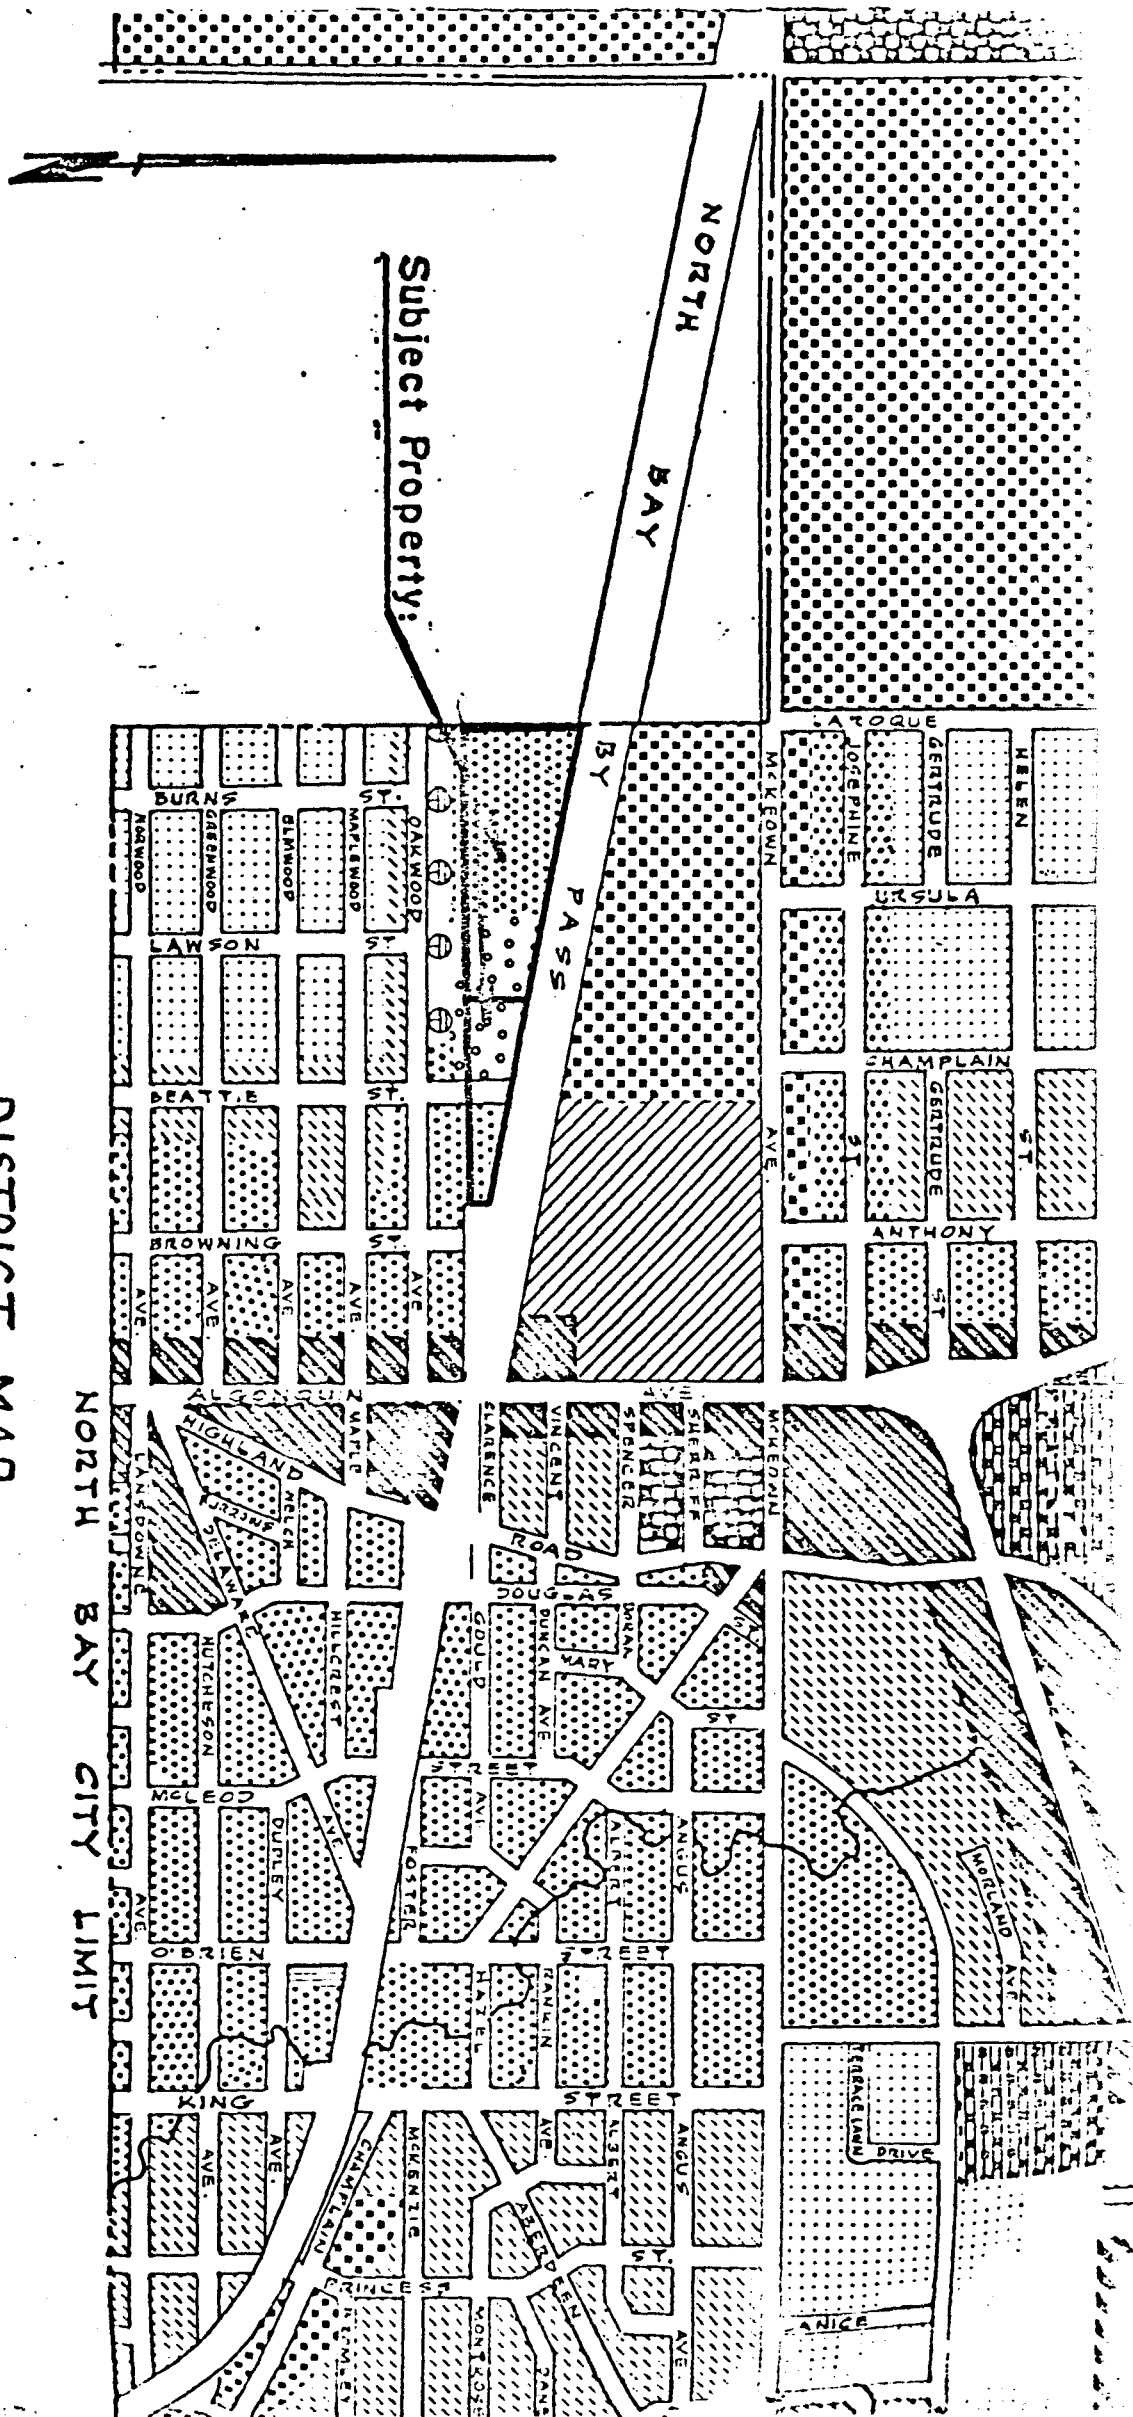 NORTH BAY BY PASS
Subject Property:
LAROQUE
JOSEPHINE
GERTRUDE
HELEN
McKEOWN
BURNS ST.
NORWOOD
GREENWOOD
ELMWOOD
MAPLEWOOD
OAKWOOD
URSULA
LAWSON ST
CHAMPLAIN
GERTRUDE
ST.
ST.
AVE.
BEATTIE ST.
ANTHONY
ST
BROWNING ST.
AVE.
AVE.
AVE
AVE.
AVE
ALGONQUIN
AVE
HIGHLAND
MAPLE
CLARENCE
VINCENT
SPENCER
SHERRIFF
McKEOWN
LANSDOWNE
DELAWARE
ROAD
DOUGLAS
HUTCHESON
HILLCREST
GOULD
DUNCAN AVE
MARY
ST
McLEOD
STREET
AVE.
DUDLEY
AVE.
FOSTER
ALBERT
ANGUS
MORLAND
AVE
AVE.
O'BRIEN
STREET
HAZEL
RANKIN
KING
STREET
TERRACE LAWN
DRIVE
AVE.
AVE.
CHAMPLAIN
McKENZIE
AVE.
ALBERT
ANGUS
ABERDEEN
ST.
PRINCESS
AVE.
JANICE
NORTH BAY CITY LIMIT
DISTRICT MAP